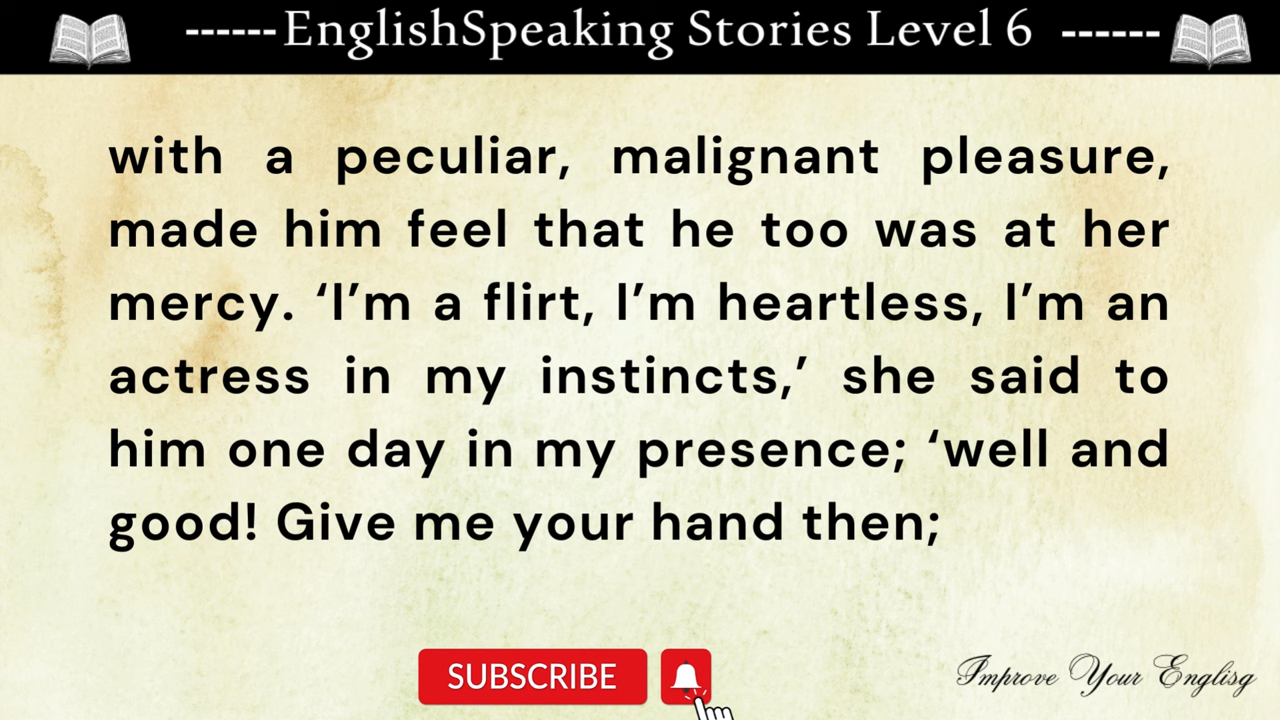 ------EnglishSpeaking Stories Level 6 ------
with a peculiar, malignant pleasure,
made him feel that he too was at her
mercy. ‘I’m a flirt, I’m heartless, I’m an
actress in my instincts,’ she said to
him one day in my presence; ‘well and
good! Give me your hand then;
SUBSCRIBE
Improve Your Englisg